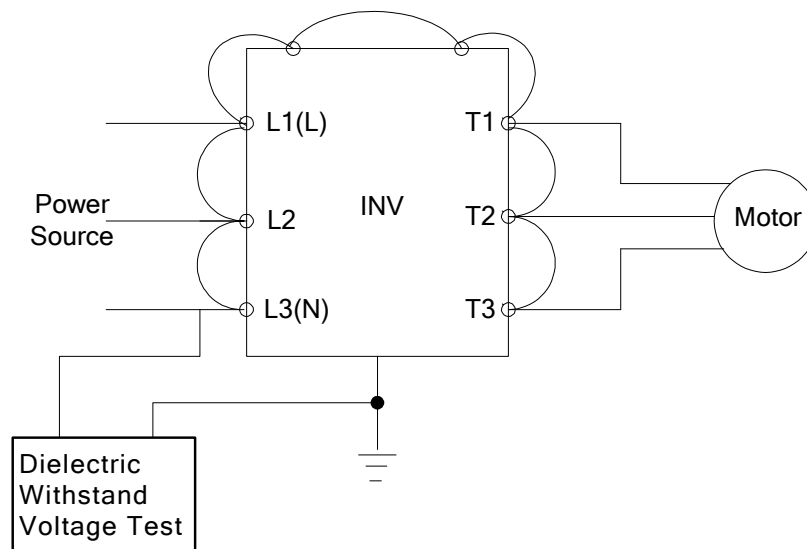 L1(L)
T1
Power
Source
L2
INV
T2
Motor
L3(N)
T3
Dielectric
Withstand
Voltage Test